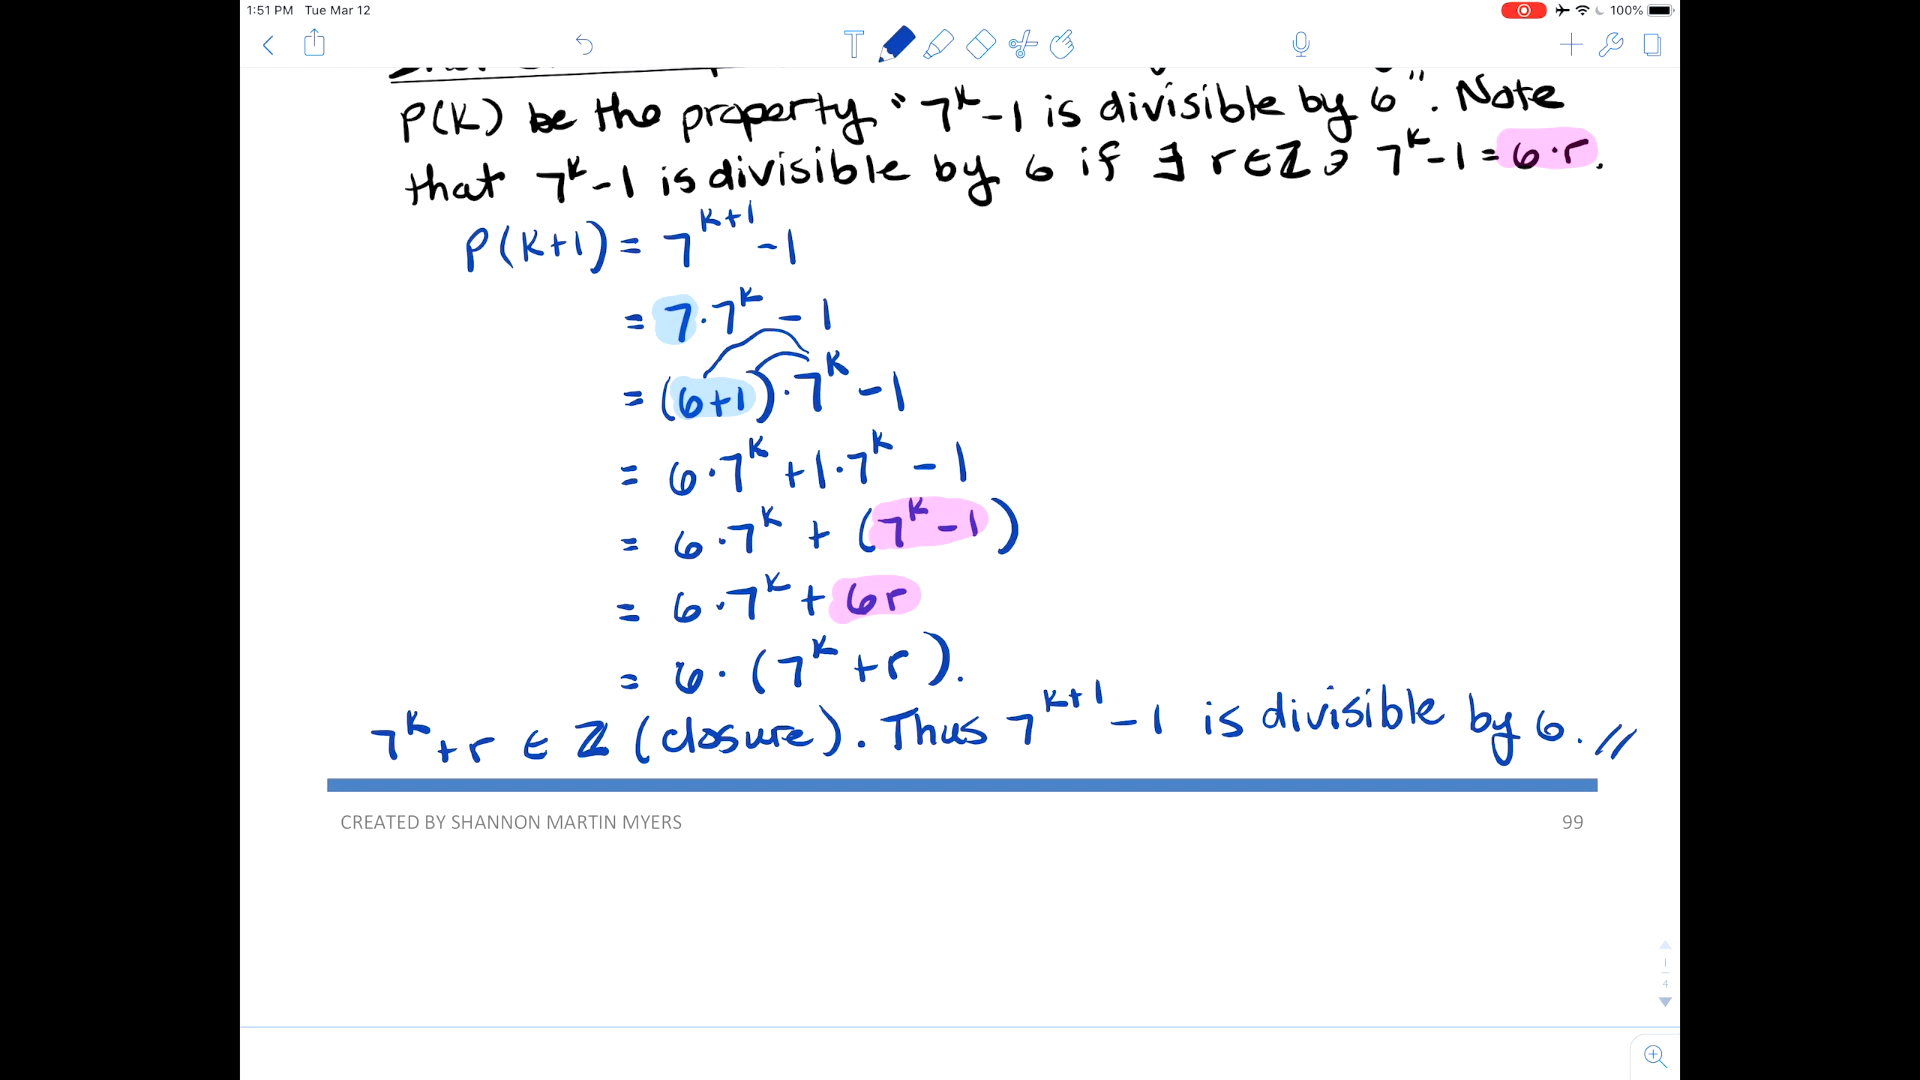 1:51 PM Tue Mar 12
100%
P(K) be the property "7^K-1 is divisible by 6". Note
that 7^K-1 is divisible by 6 if ∃ r∈ℤ ∋ 7^K-1=6·r.
P(K+1) = 7^{K+1} - 1
= 7·7^K - 1
= (6+1)·7^K - 1
= 6·7^K + 1·7^K - 1
= 6·7^K + (7^K - 1)
= 6·7^K + 6r
= 6·(7^K + r).
7^K + r ∈ ℤ (closure). Thus 7^{K+1} - 1 is divisible by 6. //
CREATED BY SHANNON MARTIN MYERS
99
1
4